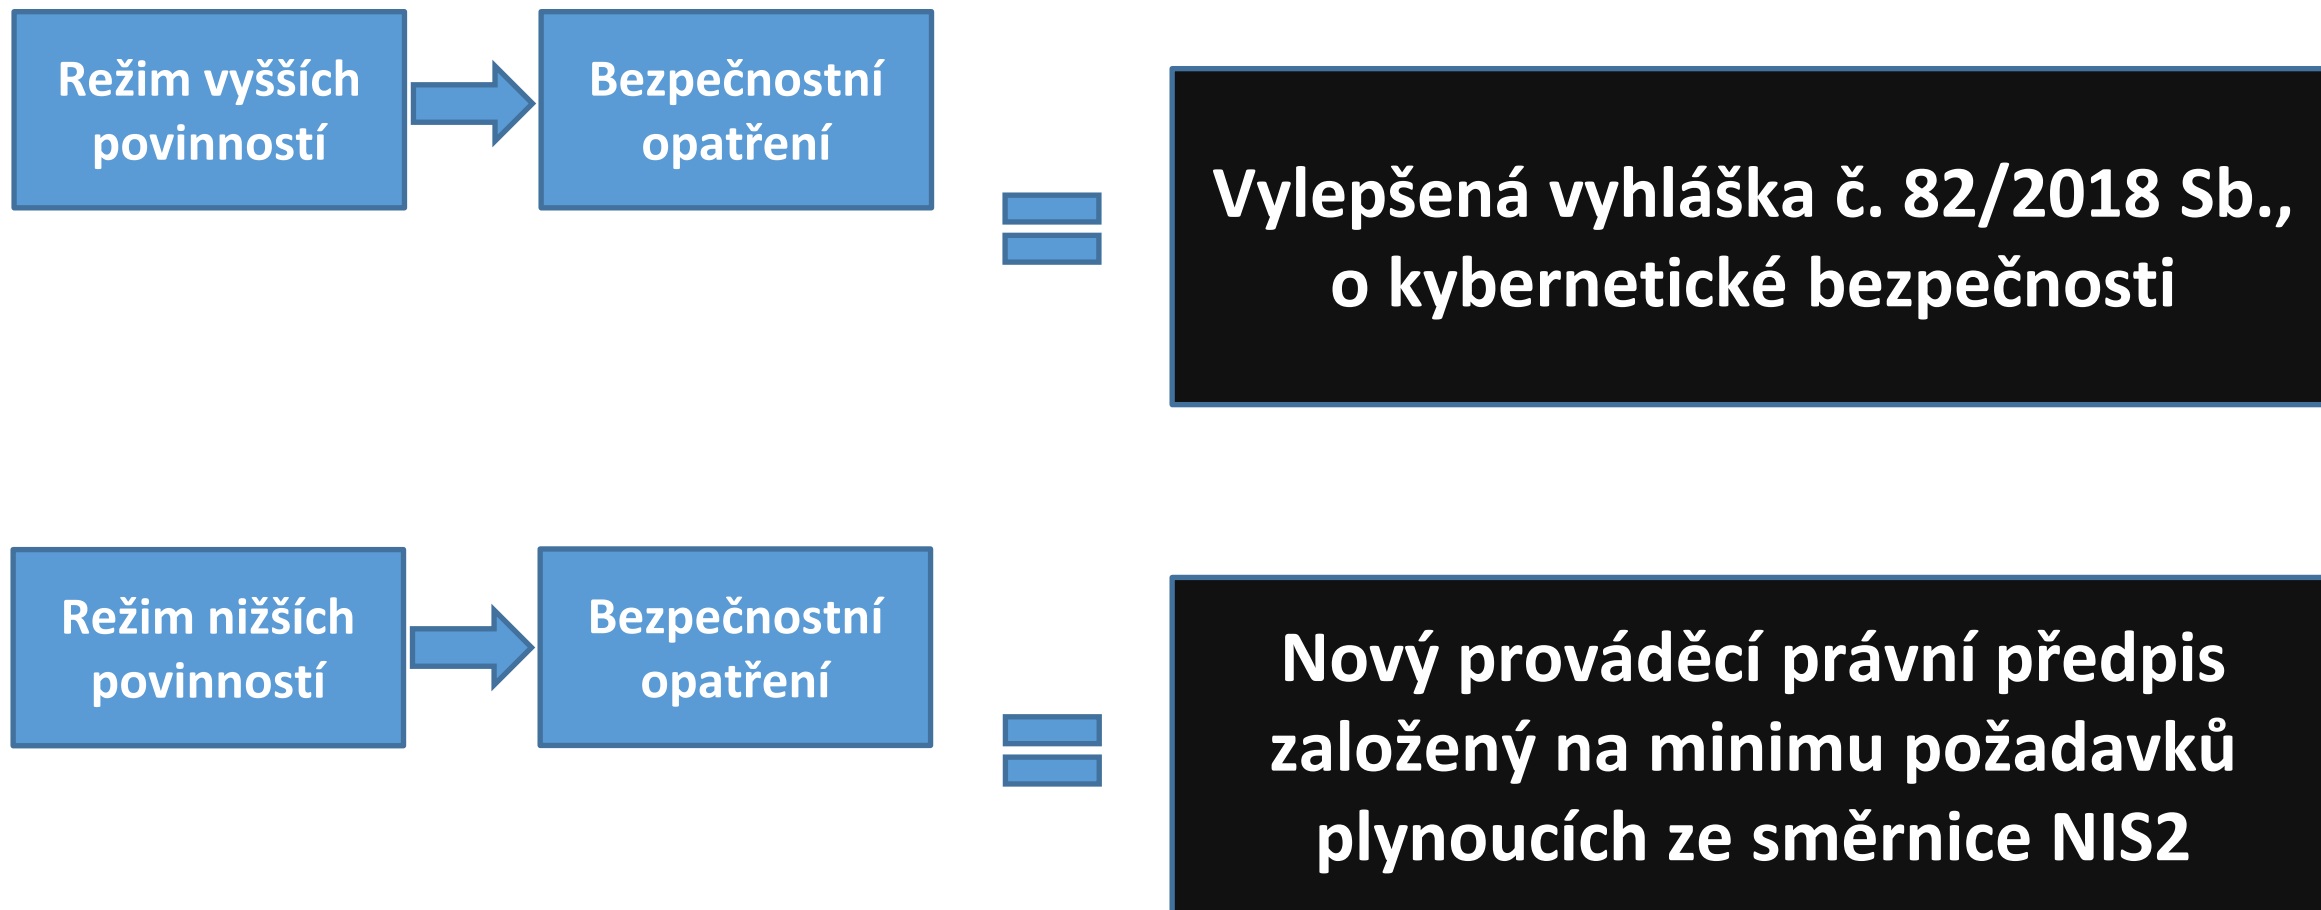 Režim vyšších
povinností
Bezpečnostní
opatření
Vylepšená vyhláška č. 82/2018 Sb.,
o kybernetické bezpečnosti
Režim nižších
povinností
Bezpečnostní
opatření
Nový prováděcí právní předpis
založený na minimu požadavků
plynoucích ze směrnice NIS2